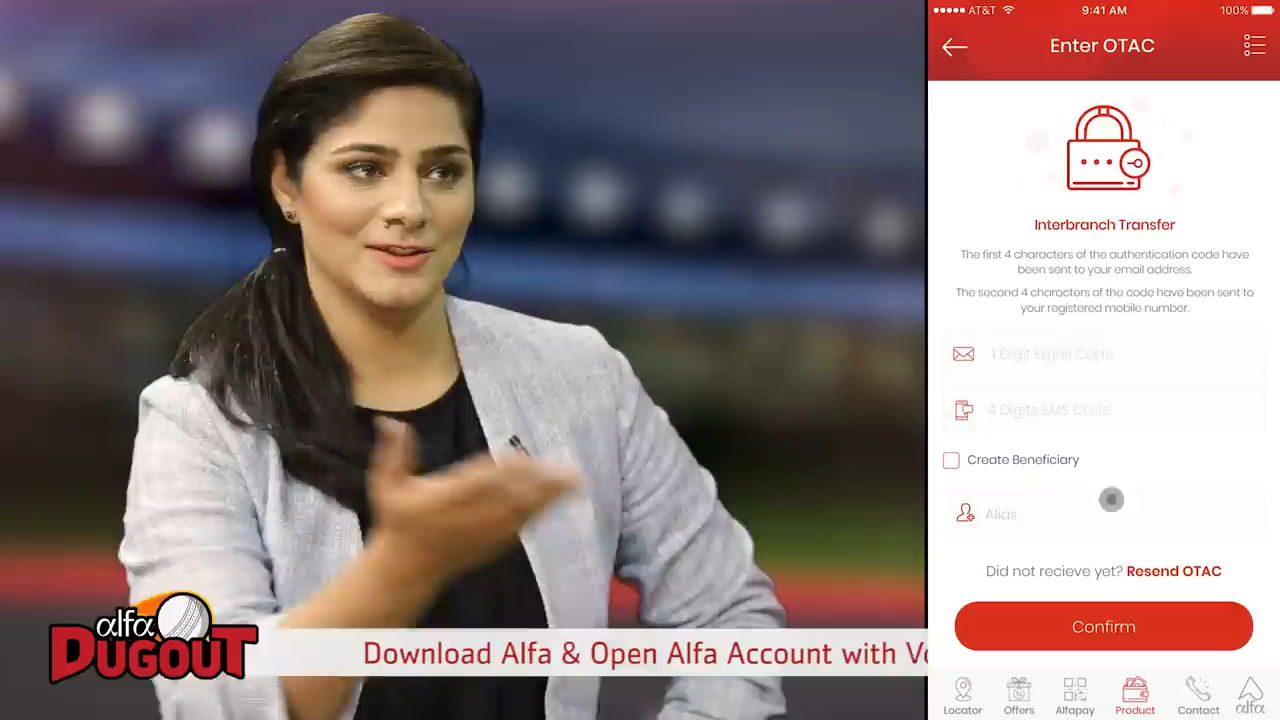 AT&T
9:41 AM
100%
Enter OTAC
Interbranch Transfer
The first 4 characters of the authentication code have
been sent to your email address.
The second 4 characters of the code have been sent to
your registered mobile number.
Digit Email Code
4 Digits SMS Code
Create Beneficiary
Alias
Did not recieve yet? Resend OTAC
Confirm
Locator
Offers
Alfapay
Product
Contact
alfa
alfa
DUGOUT
Download Alfa & Open Alfa Account with